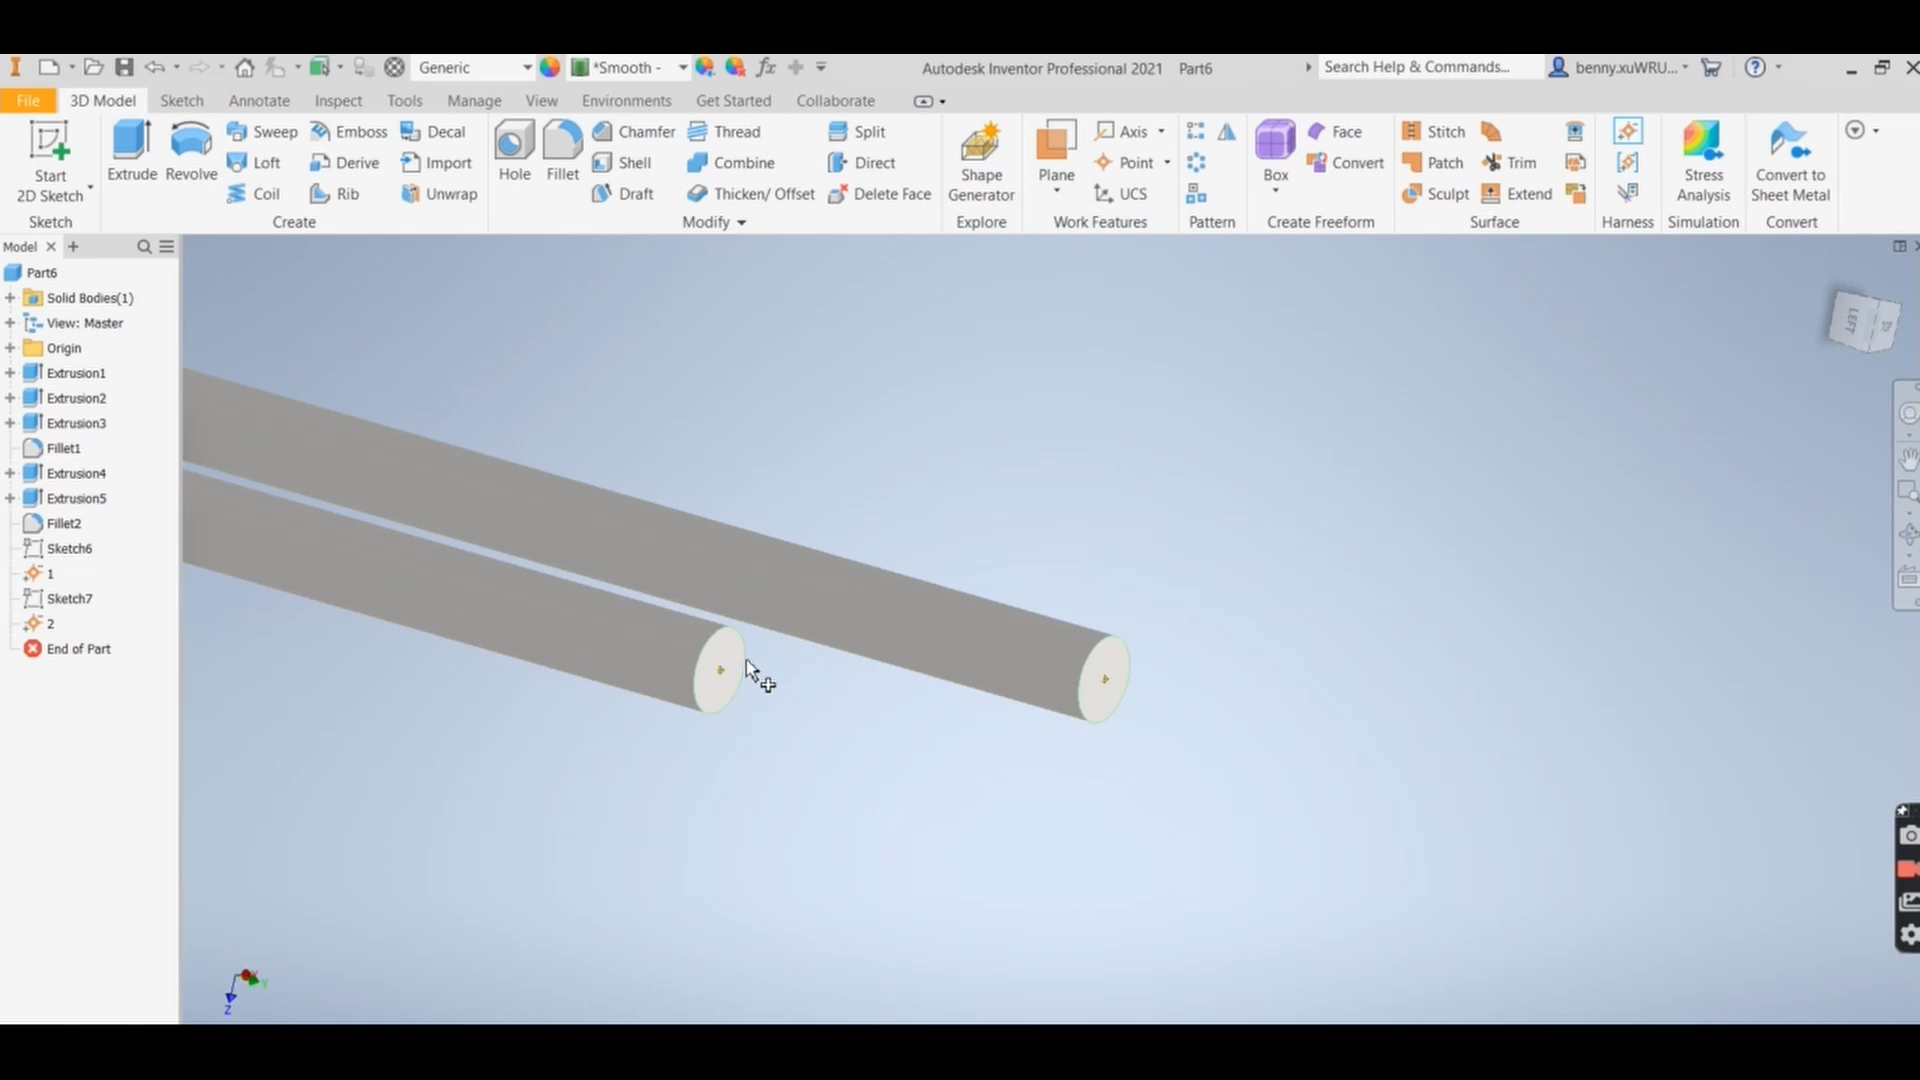 Generic
*Smooth -
fx
Autodesk Inventor Professional 2021 Part6
Search Help & Commands...
benny.xuWRU...
File
3D Model
Sketch
Annotate
Inspect
Tools
Manage
View
Environments
Get Started
Collaborate
Start
2D Sketch
Sketch
Extrude
Revolve
Sweep
Loft
Coil
Emboss
Derive
Rib
Decal
Import
Unwrap
Create
Hole
Fillet
Chamfer
Shell
Draft
Thread
Combine
Thicken/ Offset
Split
Direct
Delete Face
Modify
Shape
Generator
Explore
Plane
Axis
Point
UCS
Work Features
Pattern
Box
Face
Convert
Create Freeform
Stitch
Patch
Sculpt
Trim
Extend
Surface
Harness
Stress
Analysis
Simulation
Convert to
Sheet Metal
Convert
Model
Part6
Solid Bodies(1)
View: Master
Origin
Extrusion1
Extrusion2
Extrusion3
Fillet1
Extrusion4
Extrusion5
Fillet2
Sketch6
1
Sketch7
2
End of Part
LEFT
Y
Z